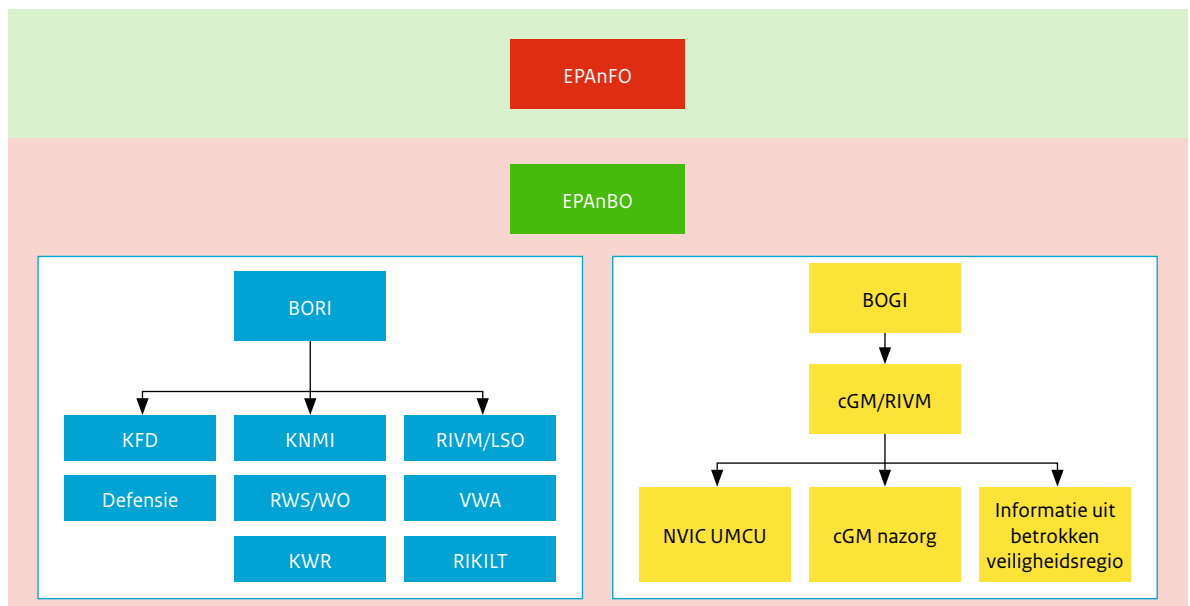 EPAnFO
EPAnBO
BORI
KFD
KNMI
RIVM/LSO
Defensie
RWS/WO
VWA
KWR
RIKILT
BOGI
cGM/RIVM
NVIC UMCU
cGM nazorg
Informatie uit
betrokken
veiligheidsregio